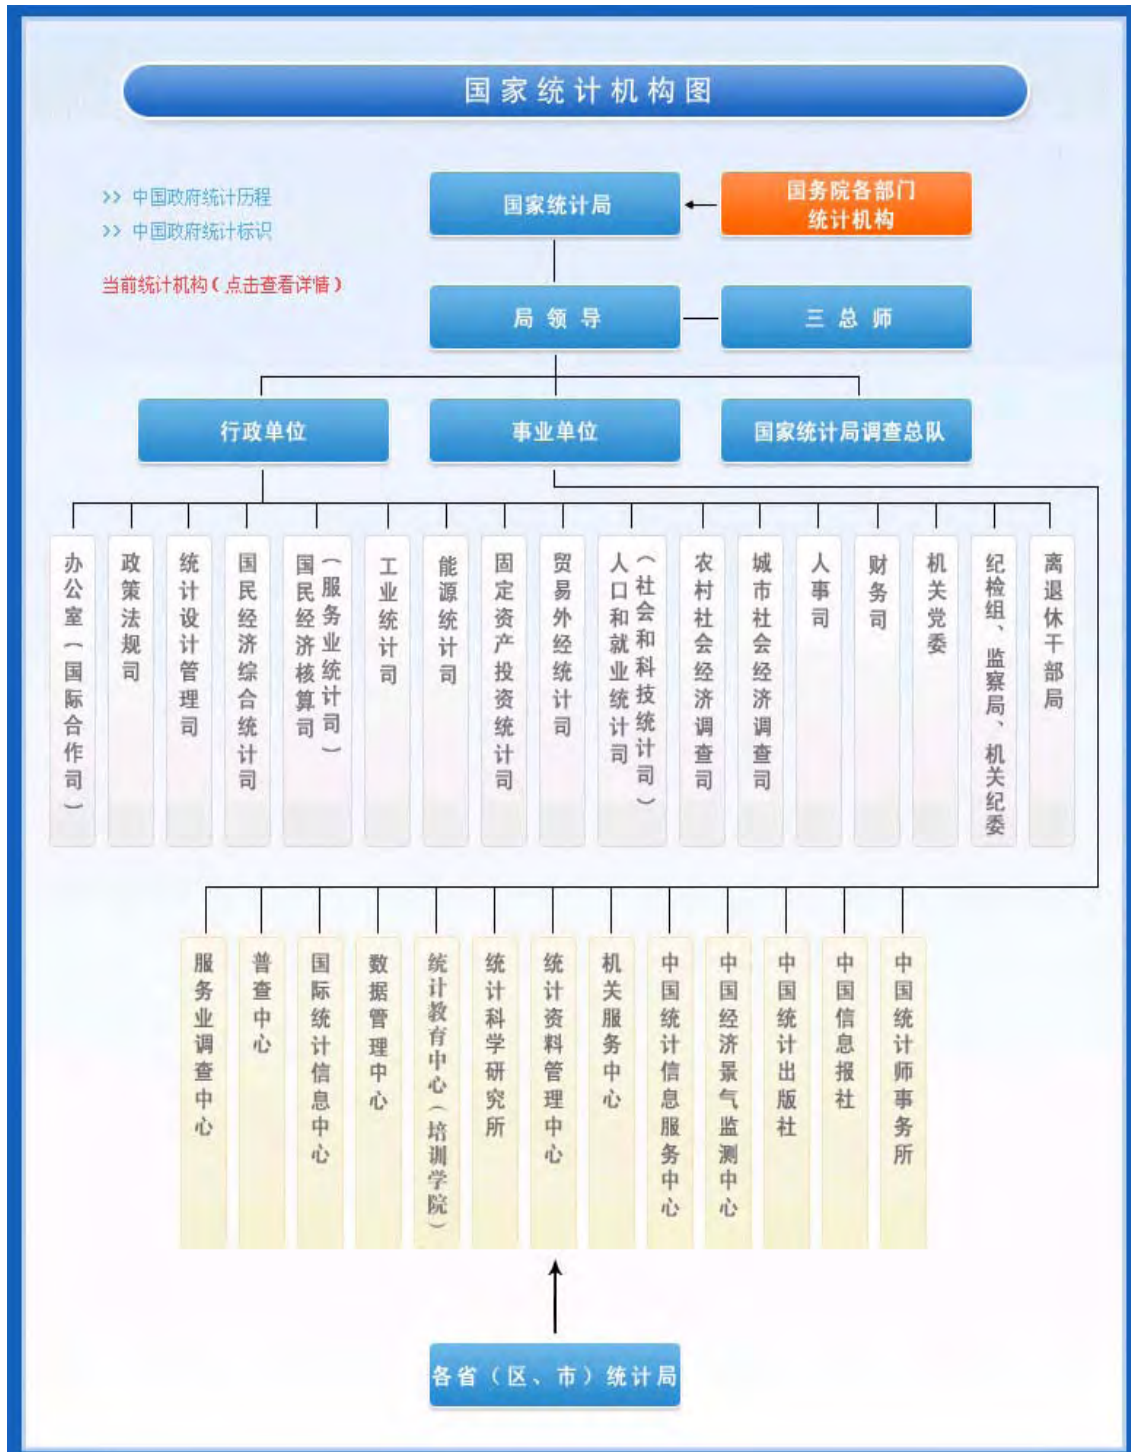 国家统计机构图
>> 中国政府统计历程
>> 中国政府统计标识
当前统计机构（点击查看详情）
国家统计局
国务院各部门
统计机构
局领导
三总师
行政单位
事业单位
国家统计局调查总队
办公室（国际合作司）
政策法规司
统计设计管理司
国民经济综合统计司
国民经济核算司
（服务业统计司）
工业统计司
能源统计司
固定资产投资统计司
贸易外经统计司
人口和就业统计司
（社会和科技统计司）
农村社会经济调查司
城市社会经济调查司
人事司
财务司
机关党委
纪检组、监察局、机关纪委
离退休干部局
服务业调查中心
普查中心
国际统计信息中心
数据管理中心
统计教育中心（培训学院）
统计科学研究所
统计资料管理中心
机关服务中心
中国统计信息服务中心
中国经济景气监测中心
中国统计出版社
中国信息报社
中国统计师事务所
各省（区、市）统计局